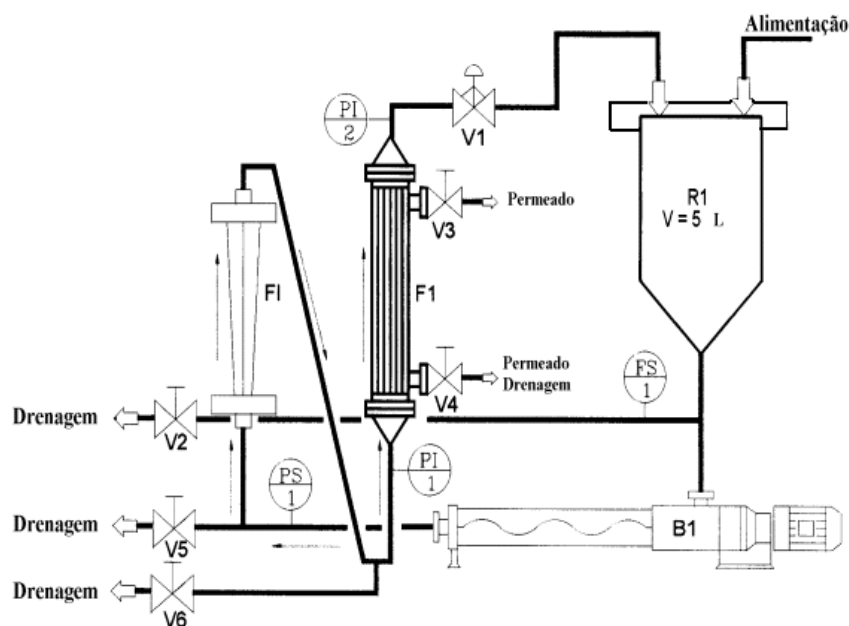 Alimentação
PI
2
V1
R1
V = 5 L
Permeado
V3
FI
F1
Permeado
Drenagem
V4
FS
1
Drenagem
V2
PI
1
PS
1
Drenagem
V5
B1
Drenagem
V6